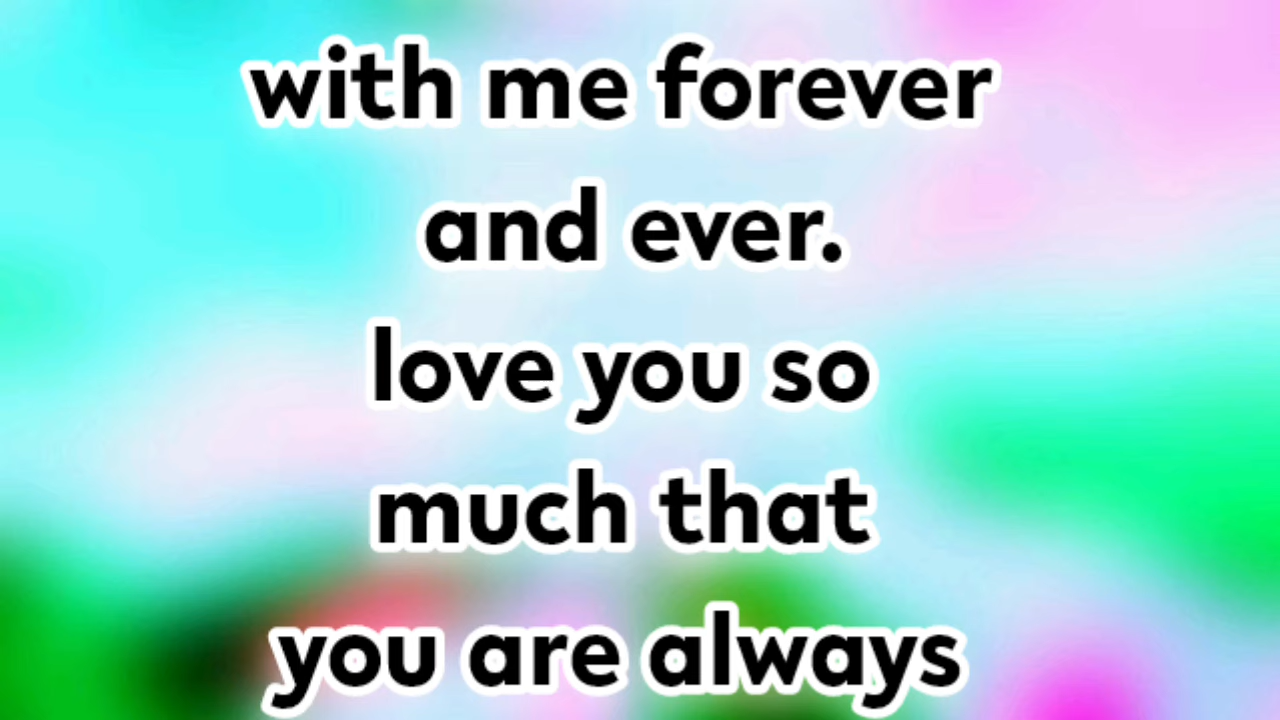 with me forever
and ever.
love you so
much that
you are always